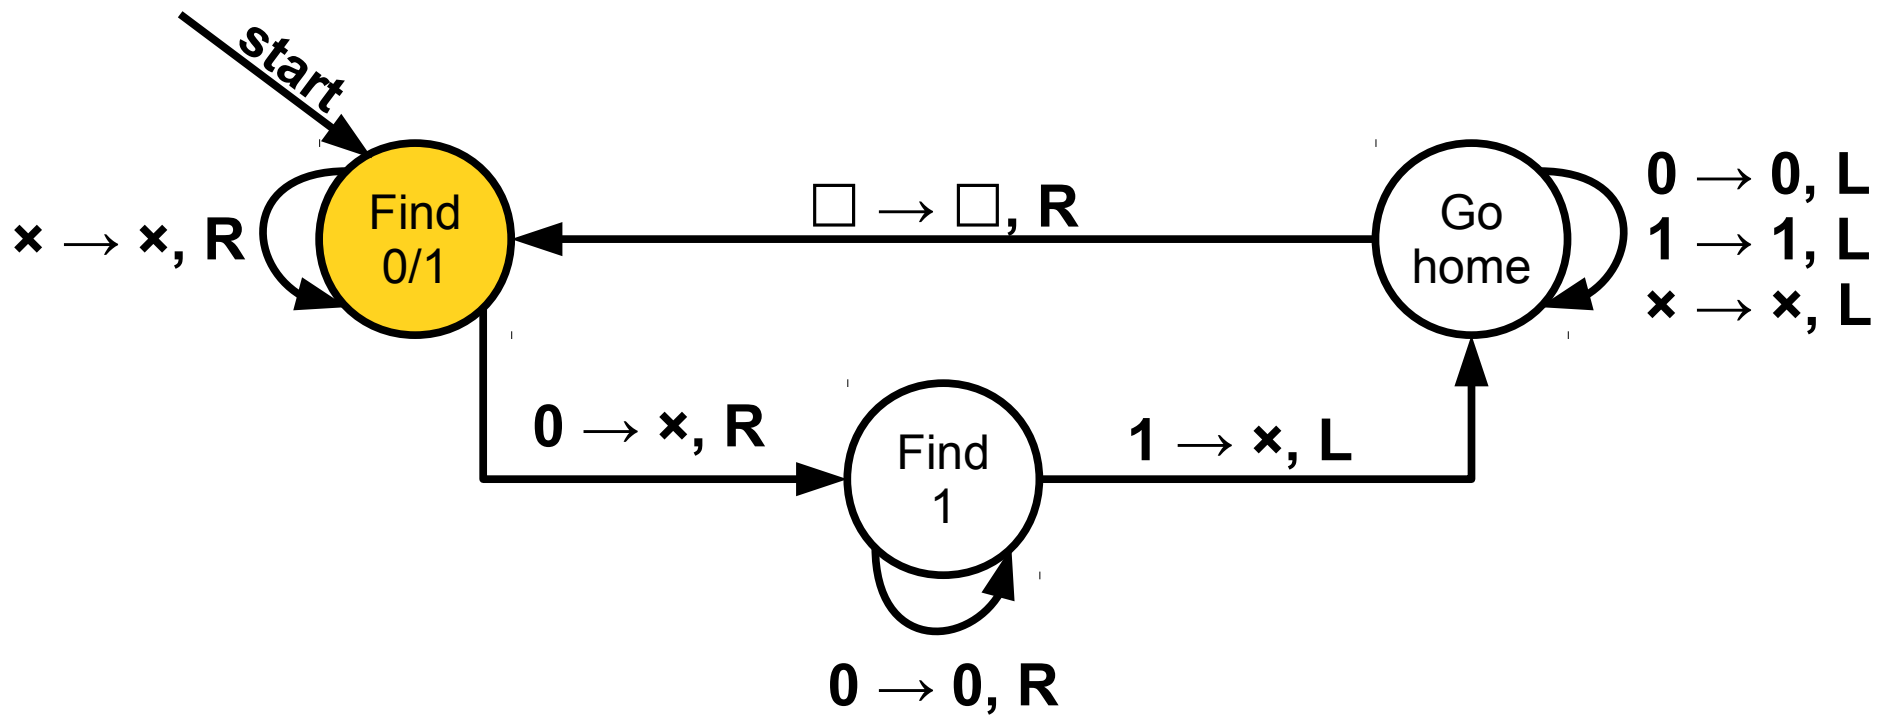 start
Find
0/1
× → ×, R
□ → □, R
Go
home
0 → 0, L
1 → 1, L
× → ×, L
0 → ×, R
Find
1
1 → ×, L
0 → 0, R